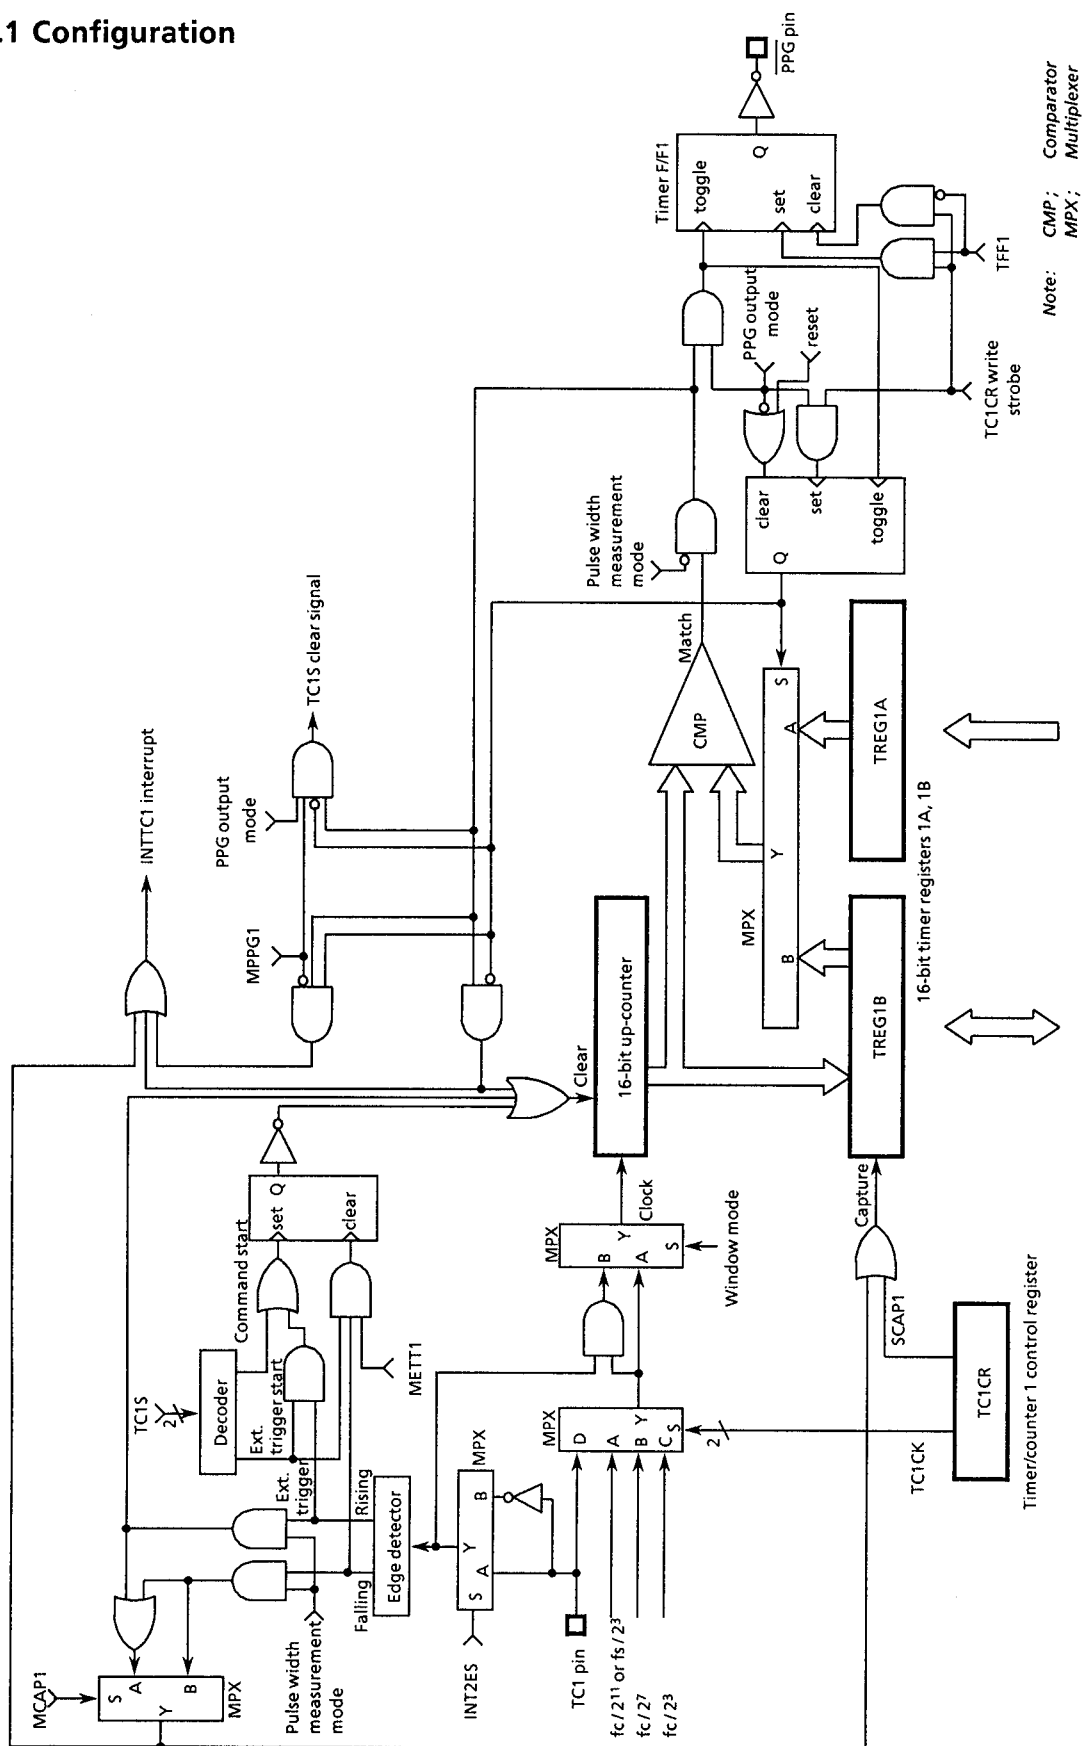 .1 Configuration
MCAP1
S
A
B
Y
MPX
Pulse width
measurement
mode
Falling
Rising
Edge detector
Ext.
trigger
TC1S
2
Decoder
Ext.
trigger start
Command start
set
Q
clear
METT1
INTTC1 interrupt
MPPG1
PPG output
mode
TC1S clear signal
INT2ES
S
A
Y
B
MPX
TC1 pin
fc / 2¹¹ or fs / 2³
fc / 27
fc / 2³
MPX
D
A
B
C
Y
S
2
TC1CK
MPX
B
A
Y
S
Window mode
Clock
Clear
16-bit up-counter
CMP
Match
Pulse width
measurement
mode
MPX
B
Y
A
S
TREG1B
TREG1A
16-bit timer registers 1A, 1B
Capture
SCAP1
TC1CR
Timer/counter 1 control register
Q
clear
set
toggle
PPG output
mode
reset
TC1CR write
strobe
TFF1
Timer F/F1
toggle
set
clear
Q
PPG pin
Note: CMP ; Comparator
MPX ; Multiplexer